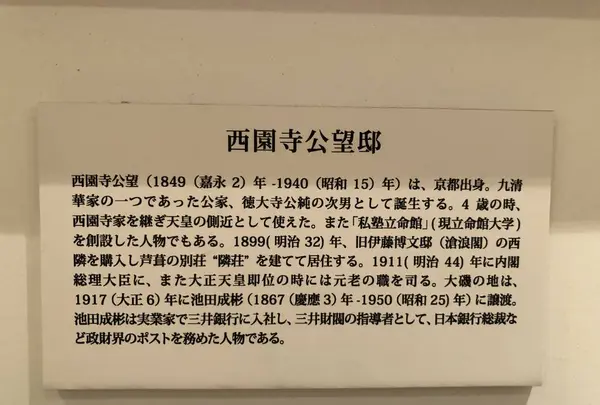 西園寺公望邸
西園寺公望（1849（嘉永 2）年 -1940（昭和 15）年）は、京都出身。九清
華家の一つであった公家、徳大寺公純の次男として誕生する。4 歳の時、
西園寺家を継ぎ天皇の側近として使えた。また「私塾立命館」( 現立命館大学 )
を創設した人物でもある。1899( 明治 32) 年、旧伊藤博文邸（滄浪閣）の西
隣を購入し芦葺の別荘 “隣荘” を建てて居住する。1911( 明治 44) 年に内閣
総理大臣に、また大正天皇即位の時には元老の職を司る。大磯の地は、
1917（大正 6）年に池田成彬（1867（慶應 3）年 -1950（昭和 25）年）に譲渡。
池田成彬は実業家で三井銀行に入社し、三井財閥の指導者として、日本銀行総裁な
ど政財界のポストを務めた人物である。